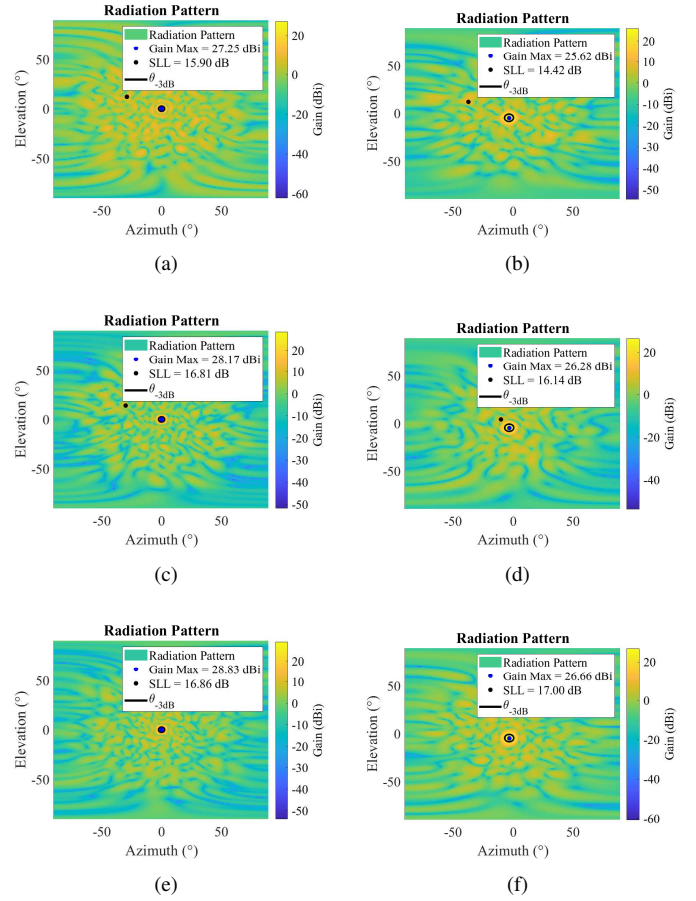 Radiation Pattern
Radiation Pattern
Gain Max = 27.25 dBi
SLL = 15.90 dB
θ-3dB
50
0
-50
Elevation (°)
-50 0 50
Azimuth (°)
20
0
-20
-40
-60
Gain (dBi)
(a)
Radiation Pattern
Radiation Pattern
Gain Max = 25.62 dBi
SLL = 14.42 dB
θ-3dB
50
0
-50
Elevation (°)
-50 0 50
Azimuth (°)
20
10
0
-10
-20
-30
-40
-50
Gain (dBi)
(b)
Radiation Pattern
Radiation Pattern
Gain Max = 28.17 dBi
SLL = 16.81 dB
θ-3dB
50
0
-50
Elevation (°)
-50 0 50
Azimuth (°)
20
10
0
-10
-20
-30
-40
-50
Gain (dBi)
(c)
Radiation Pattern
Radiation Pattern
Gain Max = 26.28 dBi
SLL = 16.14 dB
θ-3dB
50
0
-50
Elevation (°)
-50 0 50
Azimuth (°)
20
0
-20
-40
Gain (dBi)
(d)
Radiation Pattern
Radiation Pattern
Gain Max = 28.83 dBi
SLL = 16.86 dB
θ-3dB
50
0
-50
Elevation (°)
-50 0 50
Azimuth (°)
20
10
0
-10
-20
-30
-40
-50
Gain (dBi)
(e)
Radiation Pattern
Radiation Pattern
Gain Max = 26.66 dBi
SLL = 17.00 dB
θ-3dB
50
0
-50
Elevation (°)
-50 0 50
Azimuth (°)
20
0
-20
-40
-60
Gain (dBi)
(f)